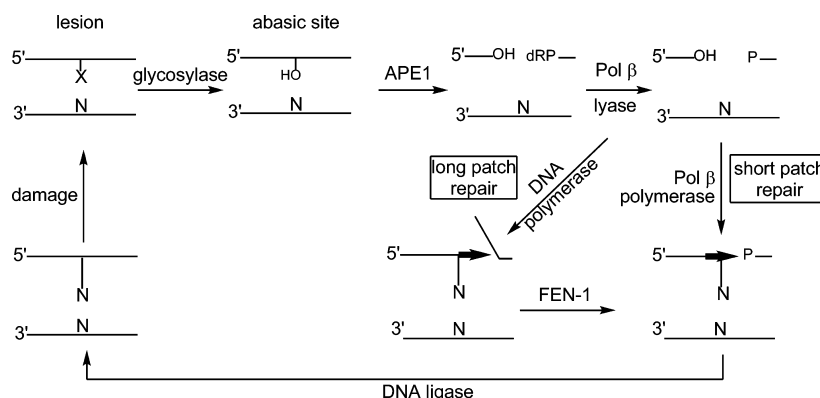 lesion
abasic site
5'
X
N
3'
glycosylase
5'
HO
N
3'
APE1
5'
OH
dRP
N
3'
Pol β
lyase
5'
OH
P
N
3'
damage
long patch
repair
DNA
polymerase
Pol β
polymerase
short patch
repair
5'
N
N
3'
5'
N
N
3'
FEN-1
5'
P
N
N
3'
DNA ligase